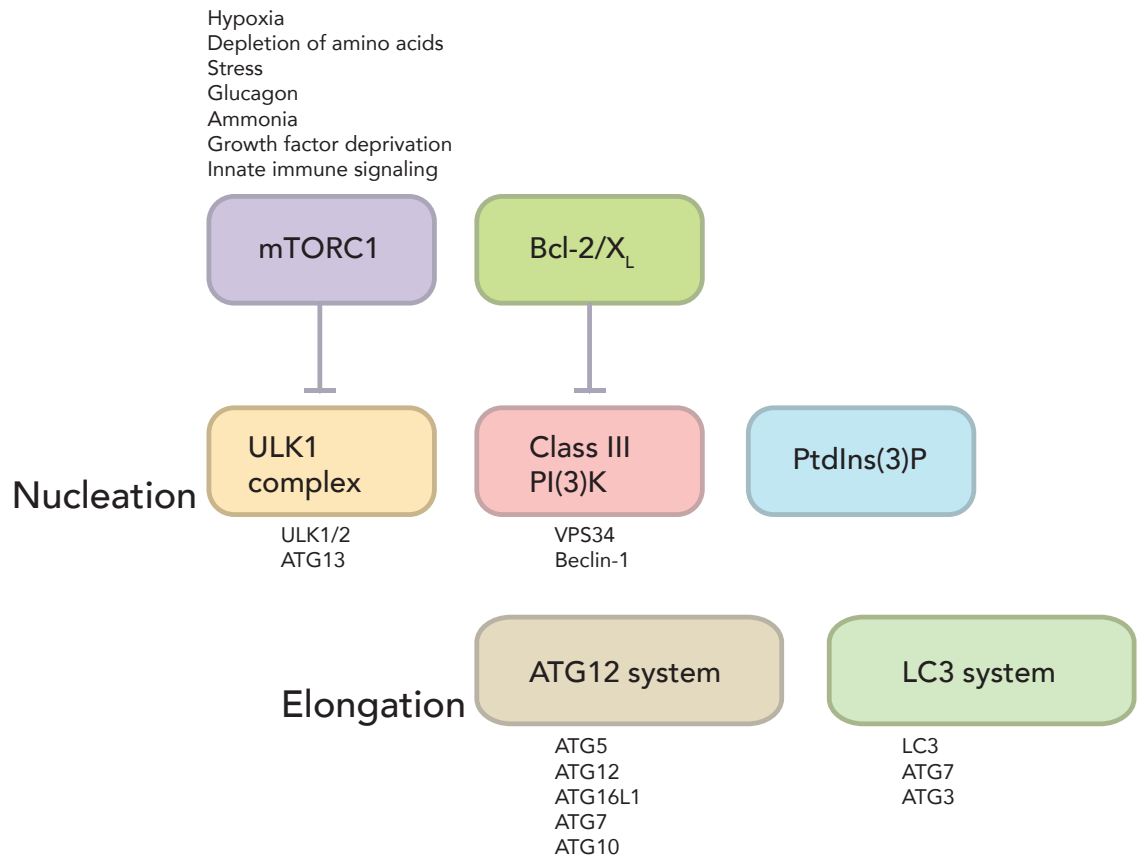 Hypoxia
Depletion of amino acids
Stress
Glucagon
Ammonia
Growth factor deprivation
Innate immune signaling
mTORC1
Bcl-2/XL
Nucleation
ULK1
complex
ULK1/2
ATG13
Class III
PI(3)K
VPS34
Beclin-1
PtdIns(3)P
Elongation
ATG12 system
ATG5
ATG12
ATG16L1
ATG7
ATG10
LC3 system
LC3
ATG7
ATG3